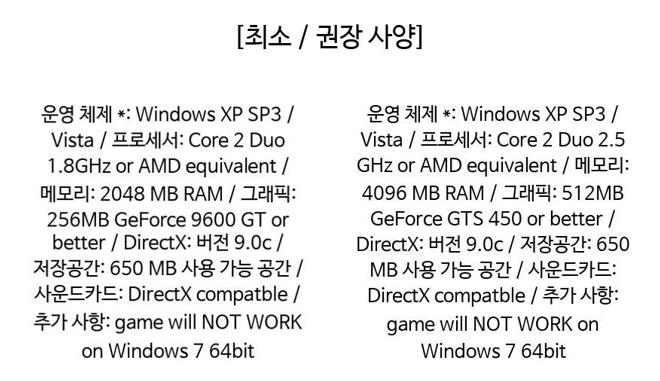 [최소 / 권장 사양]
운영 체제 *: Windows XP SP3 /
Vista / 프로세서: Core 2 Duo
1.8GHz or AMD equivalent /
메모리: 2048 MB RAM / 그래픽:
256MB GeForce 9600 GT or
better / DirectX: 버전 9.0c /
저장공간: 650 MB 사용 가능 공간 /
사운드카드: DirectX compatble /
추가 사항: game will NOT WORK
on Windows 7 64bit
운영 체제 *: Windows XP SP3 /
Vista / 프로세서: Core 2 Duo 2.5
GHz or AMD equivalent / 메모리:
4096 MB RAM / 그래픽: 512MB
GeForce GTS 450 or better /
DirectX: 버전 9.0c / 저장공간: 650
MB 사용 가능 공간 / 사운드카드:
DirectX compatble / 추가 사항:
game will NOT WORK on
Windows 7 64bit